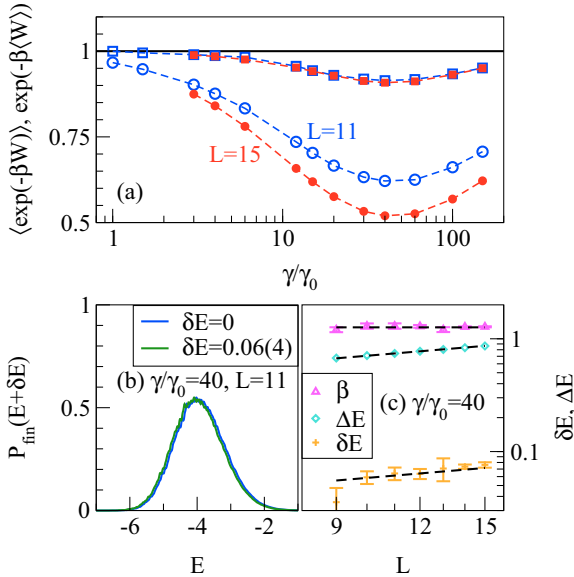 ⟨exp(-βW)⟩, exp(-β⟨W⟩)
1
0.75
0.5
L=11
L=15
(a)
1 10 100
γ/γ₀
1
0.5
0
P_fin(E+δE)
δE=0
δE=0.06(4)
(b) γ/γ₀=40, L=11
-6 -4 -2
E
β
ΔE
δE
(c) γ/γ₀=40
1
0.1
δE, ΔE
9 12 15
L